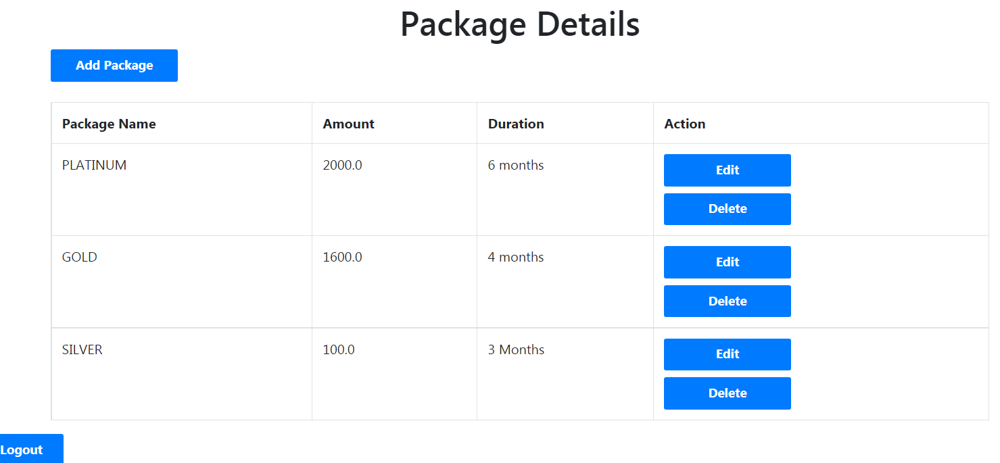 Package Details
Add Package
Package Name Amount Duration Action
PLATINUM 2000.0 6 months Edit
Delete
GOLD 1600.0 4 months Edit
Delete
SILVER 100.0 3 Months Edit
Delete
Logout